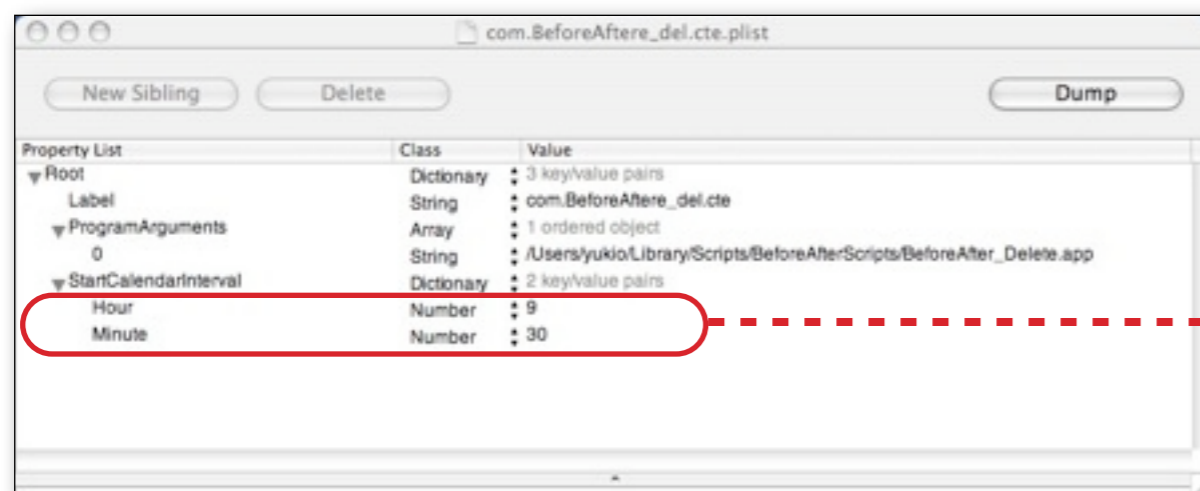 com.BeforeAftere_del.cte.plist
New Sibling Delete Dump
Property List Class Value
Root Dictionary 3 key/value pairs
Label String com.BeforeAftere_del.cte
ProgramArguments Array 1 ordered object
0 String /Users/yukio/Library/Scripts/BeforeAfterScripts/BeforeAfter_Delete.app
StartCalendarInterval Dictionary 2 key/value pairs
Hour Number 9
Minute Number 30